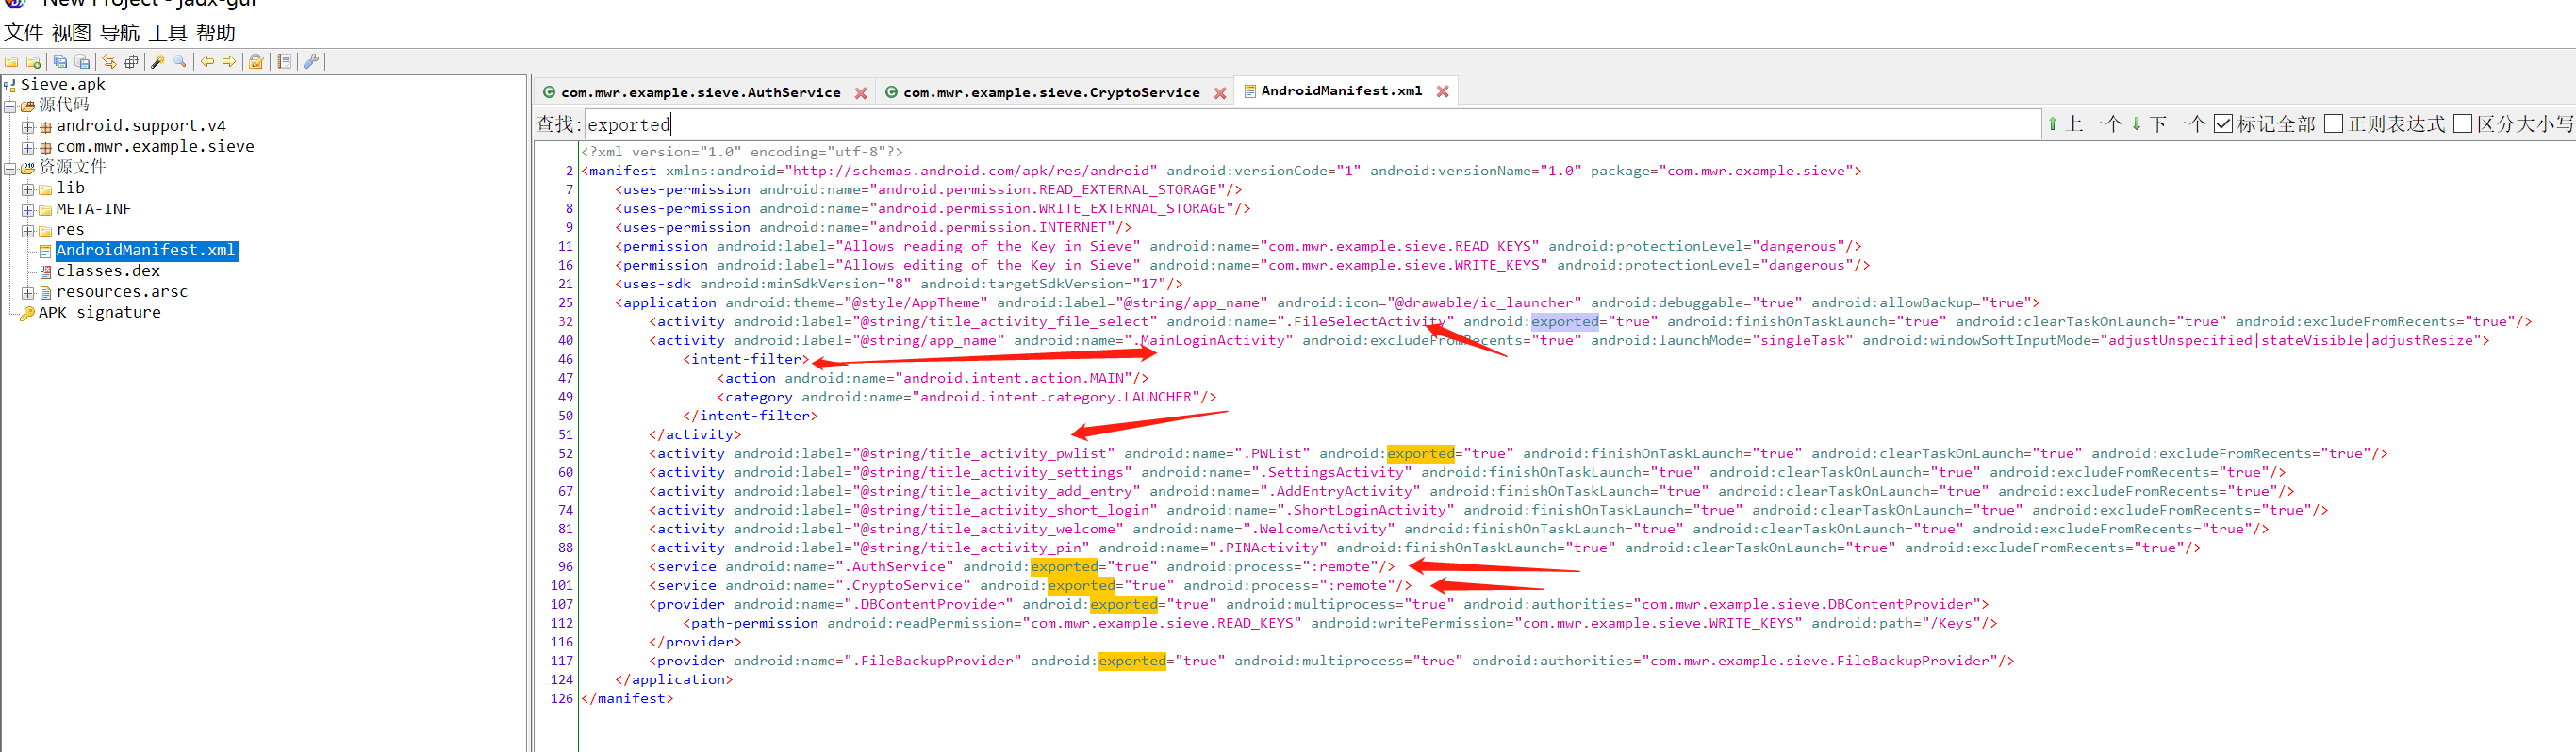 New Project - jadx-gui
文件 视图 导航 工具 帮助
Sieve.apk
源代码
android.support.v4
com.mwr.example.sieve
资源文件
lib
META-INF
res
AndroidManifest.xml
classes.dex
resources.arsc
APK signature
com.mwr.example.sieve.AuthService com.mwr.example.sieve.CryptoService AndroidManifest.xml
查找: exported 上一个 下一个 标记全部 正则表达式 区分大小写
<?xml version="1.0" encoding="utf-8"?>
2 <manifest xmlns:android="http://schemas.android.com/apk/res/android" android:versionCode="1" android:versionName="1.0" package="com.mwr.example.sieve">
7 <uses-permission android:name="android.permission.READ_EXTERNAL_STORAGE"/>
8 <uses-permission android:name="android.permission.WRITE_EXTERNAL_STORAGE"/>
9 <uses-permission android:name="android.permission.INTERNET"/>
11 <permission android:label="Allows reading of the Key in Sieve" android:name="com.mwr.example.sieve.READ_KEYS" android:protectionLevel="dangerous"/>
16 <permission android:label="Allows editing of the Key in Sieve" android:name="com.mwr.example.sieve.WRITE_KEYS" android:protectionLevel="dangerous"/>
21 <uses-sdk android:minSdkVersion="8" android:targetSdkVersion="17"/>
25 <application android:theme="@style/AppTheme" android:label="@string/app_name" android:icon="@drawable/ic_launcher" android:debuggable="true" android:allowBackup="true">
32 <activity android:label="@string/title_activity_file_select" android:name=".FileSelectActivity" android:exported="true" android:finishOnTaskLaunch="true" android:clearTaskOnLaunch="true" android:excludeFromRecents="true"/>
40 <activity android:label="@string/app_name" android:name=".MainLoginActivity" android:excludeFromRecents="true" android:launchMode="singleTask" android:windowSoftInputMode="adjustUnspecified|stateVisible|adjustResize">
46 <intent-filter>
47 <action android:name="android.intent.action.MAIN"/>
49 <category android:name="android.intent.category.LAUNCHER"/>
50 </intent-filter>
51 </activity>
52 <activity android:label="@string/title_activity_pwlist" android:name=".PWList" android:exported="true" android:finishOnTaskLaunch="true" android:clearTaskOnLaunch="true" android:excludeFromRecents="true"/>
60 <activity android:label="@string/title_activity_settings" android:name=".SettingsActivity" android:finishOnTaskLaunch="true" android:clearTaskOnLaunch="true" android:excludeFromRecents="true"/>
67 <activity android:label="@string/title_activity_add_entry" android:name=".AddEntryActivity" android:finishOnTaskLaunch="true" android:clearTaskOnLaunch="true" android:excludeFromRecents="true"/>
74 <activity android:label="@string/title_activity_short_login" android:name=".ShortLoginActivity" android:finishOnTaskLaunch="true" android:clearTaskOnLaunch="true" android:excludeFromRecents="true"/>
81 <activity android:label="@string/title_activity_welcome" android:name=".WelcomeActivity" android:finishOnTaskLaunch="true" android:clearTaskOnLaunch="true" android:excludeFromRecents="true"/>
88 <activity android:label="@string/title_activity_pin" android:name=".PINActivity" android:finishOnTaskLaunch="true" android:clearTaskOnLaunch="true" android:excludeFromRecents="true"/>
96 <service android:name=".AuthService" android:exported="true" android:process=":remote"/>
101 <service android:name=".CryptoService" android:exported="true" android:process=":remote"/>
107 <provider android:name=".DBContentProvider" android:exported="true" android:multiprocess="true" android:authorities="com.mwr.example.sieve.DBContentProvider">
112 <path-permission android:readPermission="com.mwr.example.sieve.READ_KEYS" android:writePermission="com.mwr.example.sieve.WRITE_KEYS" android:path="/Keys"/>
116 </provider>
117 <provider android:name=".FileBackupProvider" android:exported="true" android:multiprocess="true" android:authorities="com.mwr.example.sieve.FileBackupProvider"/>
124 </application>
126 </manifest>